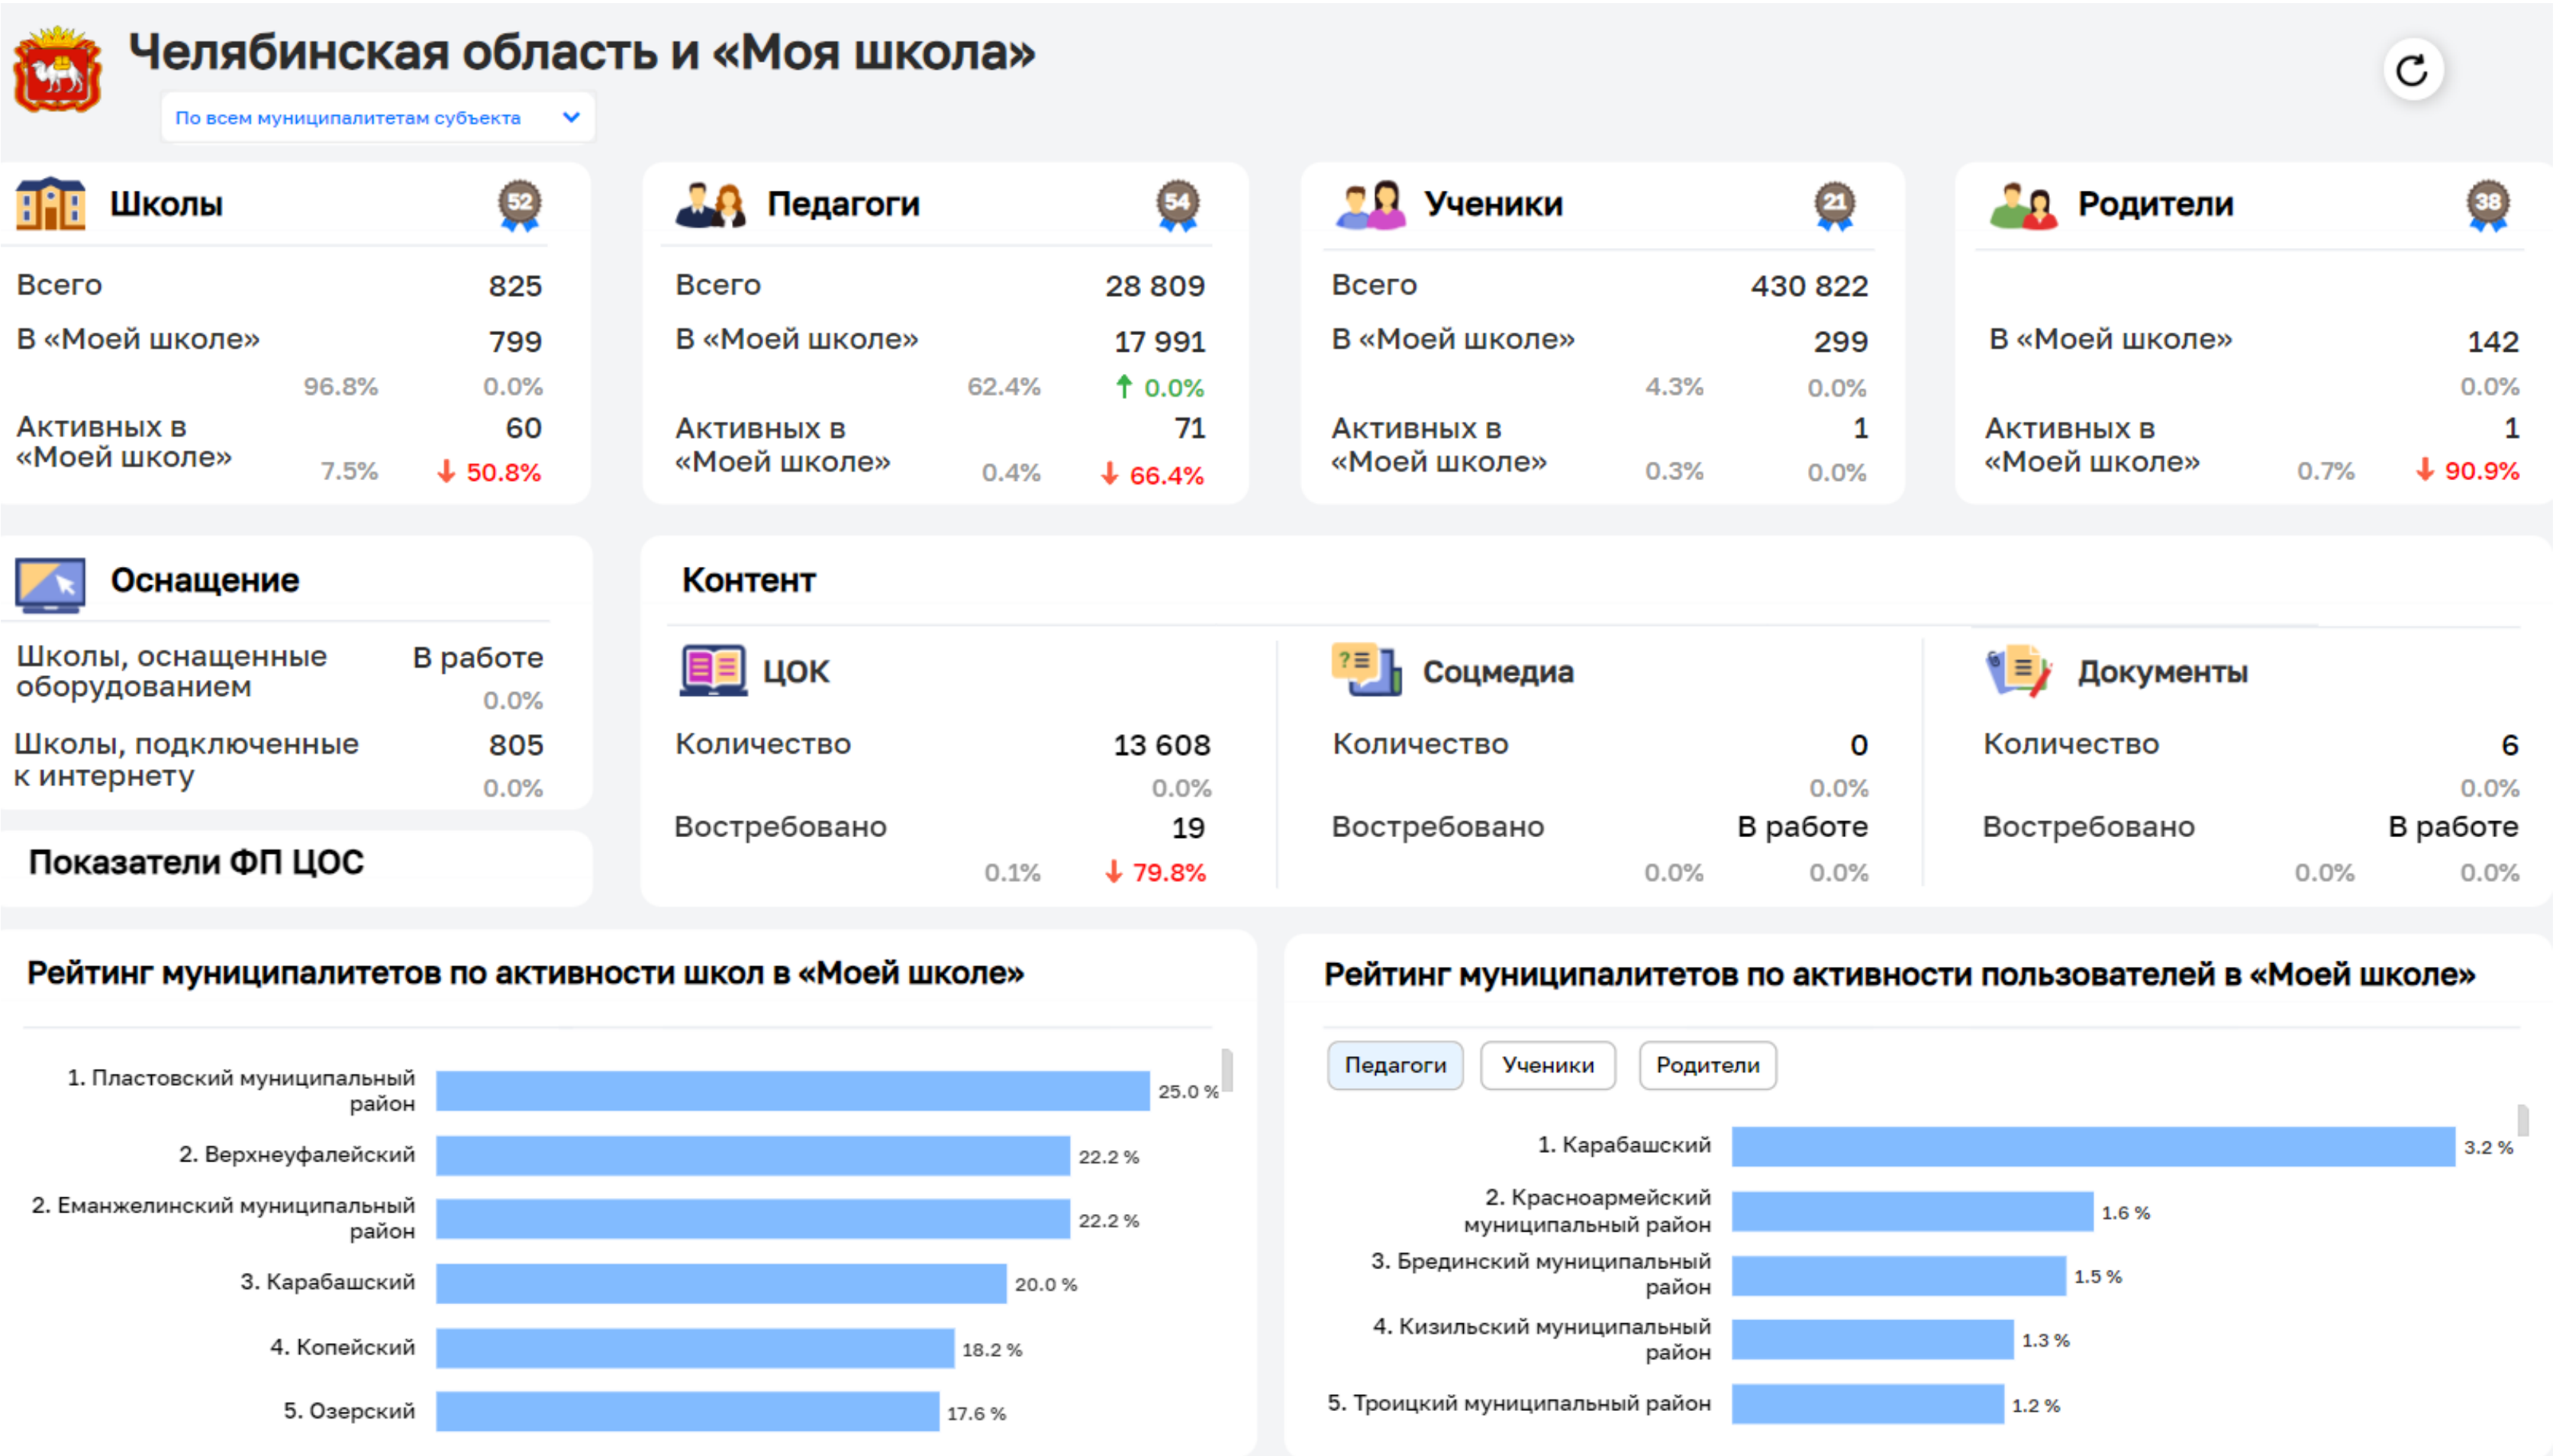 Челябинская область и «Моя школа»
По всем муниципалитетам субъекта
Школы 52
Всего 825
В «Моей школе» 799
96.8% 0.0%
Активных в 60
«Моей школе» 7.5% 50.8%
Педагоги 54
Всего 28 809
В «Моей школе» 17 991
62.4% 0.0%
Активных в 71
«Моей школе» 0.4% 66.4%
Ученики 21
Всего 430 822
В «Моей школе» 299
4.3% 0.0%
Активных в 1
«Моей школе» 0.3% 0.0%
Родители 38
В «Моей школе» 142
0.0%
Активных в 1
«Моей школе» 0.7% 90.9%
Оснащение
Школы, оснащенные В работе
оборудованием 0.0%
Школы, подключенные 805
к интернету 0.0%
Показатели ФП ЦОС
Контент
ЦОК
Количество 13 608
0.0%
Востребовано 19
0.1% 79.8%
Соцмедиа
Количество 0
0.0%
Востребовано В работе
0.0% 0.0%
Документы
Количество 6
0.0%
Востребовано В работе
0.0% 0.0%
Рейтинг муниципалитетов по активности школ в «Моей школе»
1. Пластовский муниципальный
район 25.0 %
2. Верхнеуфалейский 22.2 %
2. Еманжелинский муниципальный
район 22.2 %
3. Карабашский 20.0 %
4. Копейский 18.2 %
5. Озерский 17.6 %
Рейтинг муниципалитетов по активности пользователей в «Моей школе»
Педагоги Ученики Родители
1. Карабашский 3.2 %
2. Красноармейский
муниципальный район 1.6 %
3. Брединский муниципальный
район 1.5 %
4. Кизильский муниципальный
район 1.3 %
5. Троицкий муниципальный район 1.2 %